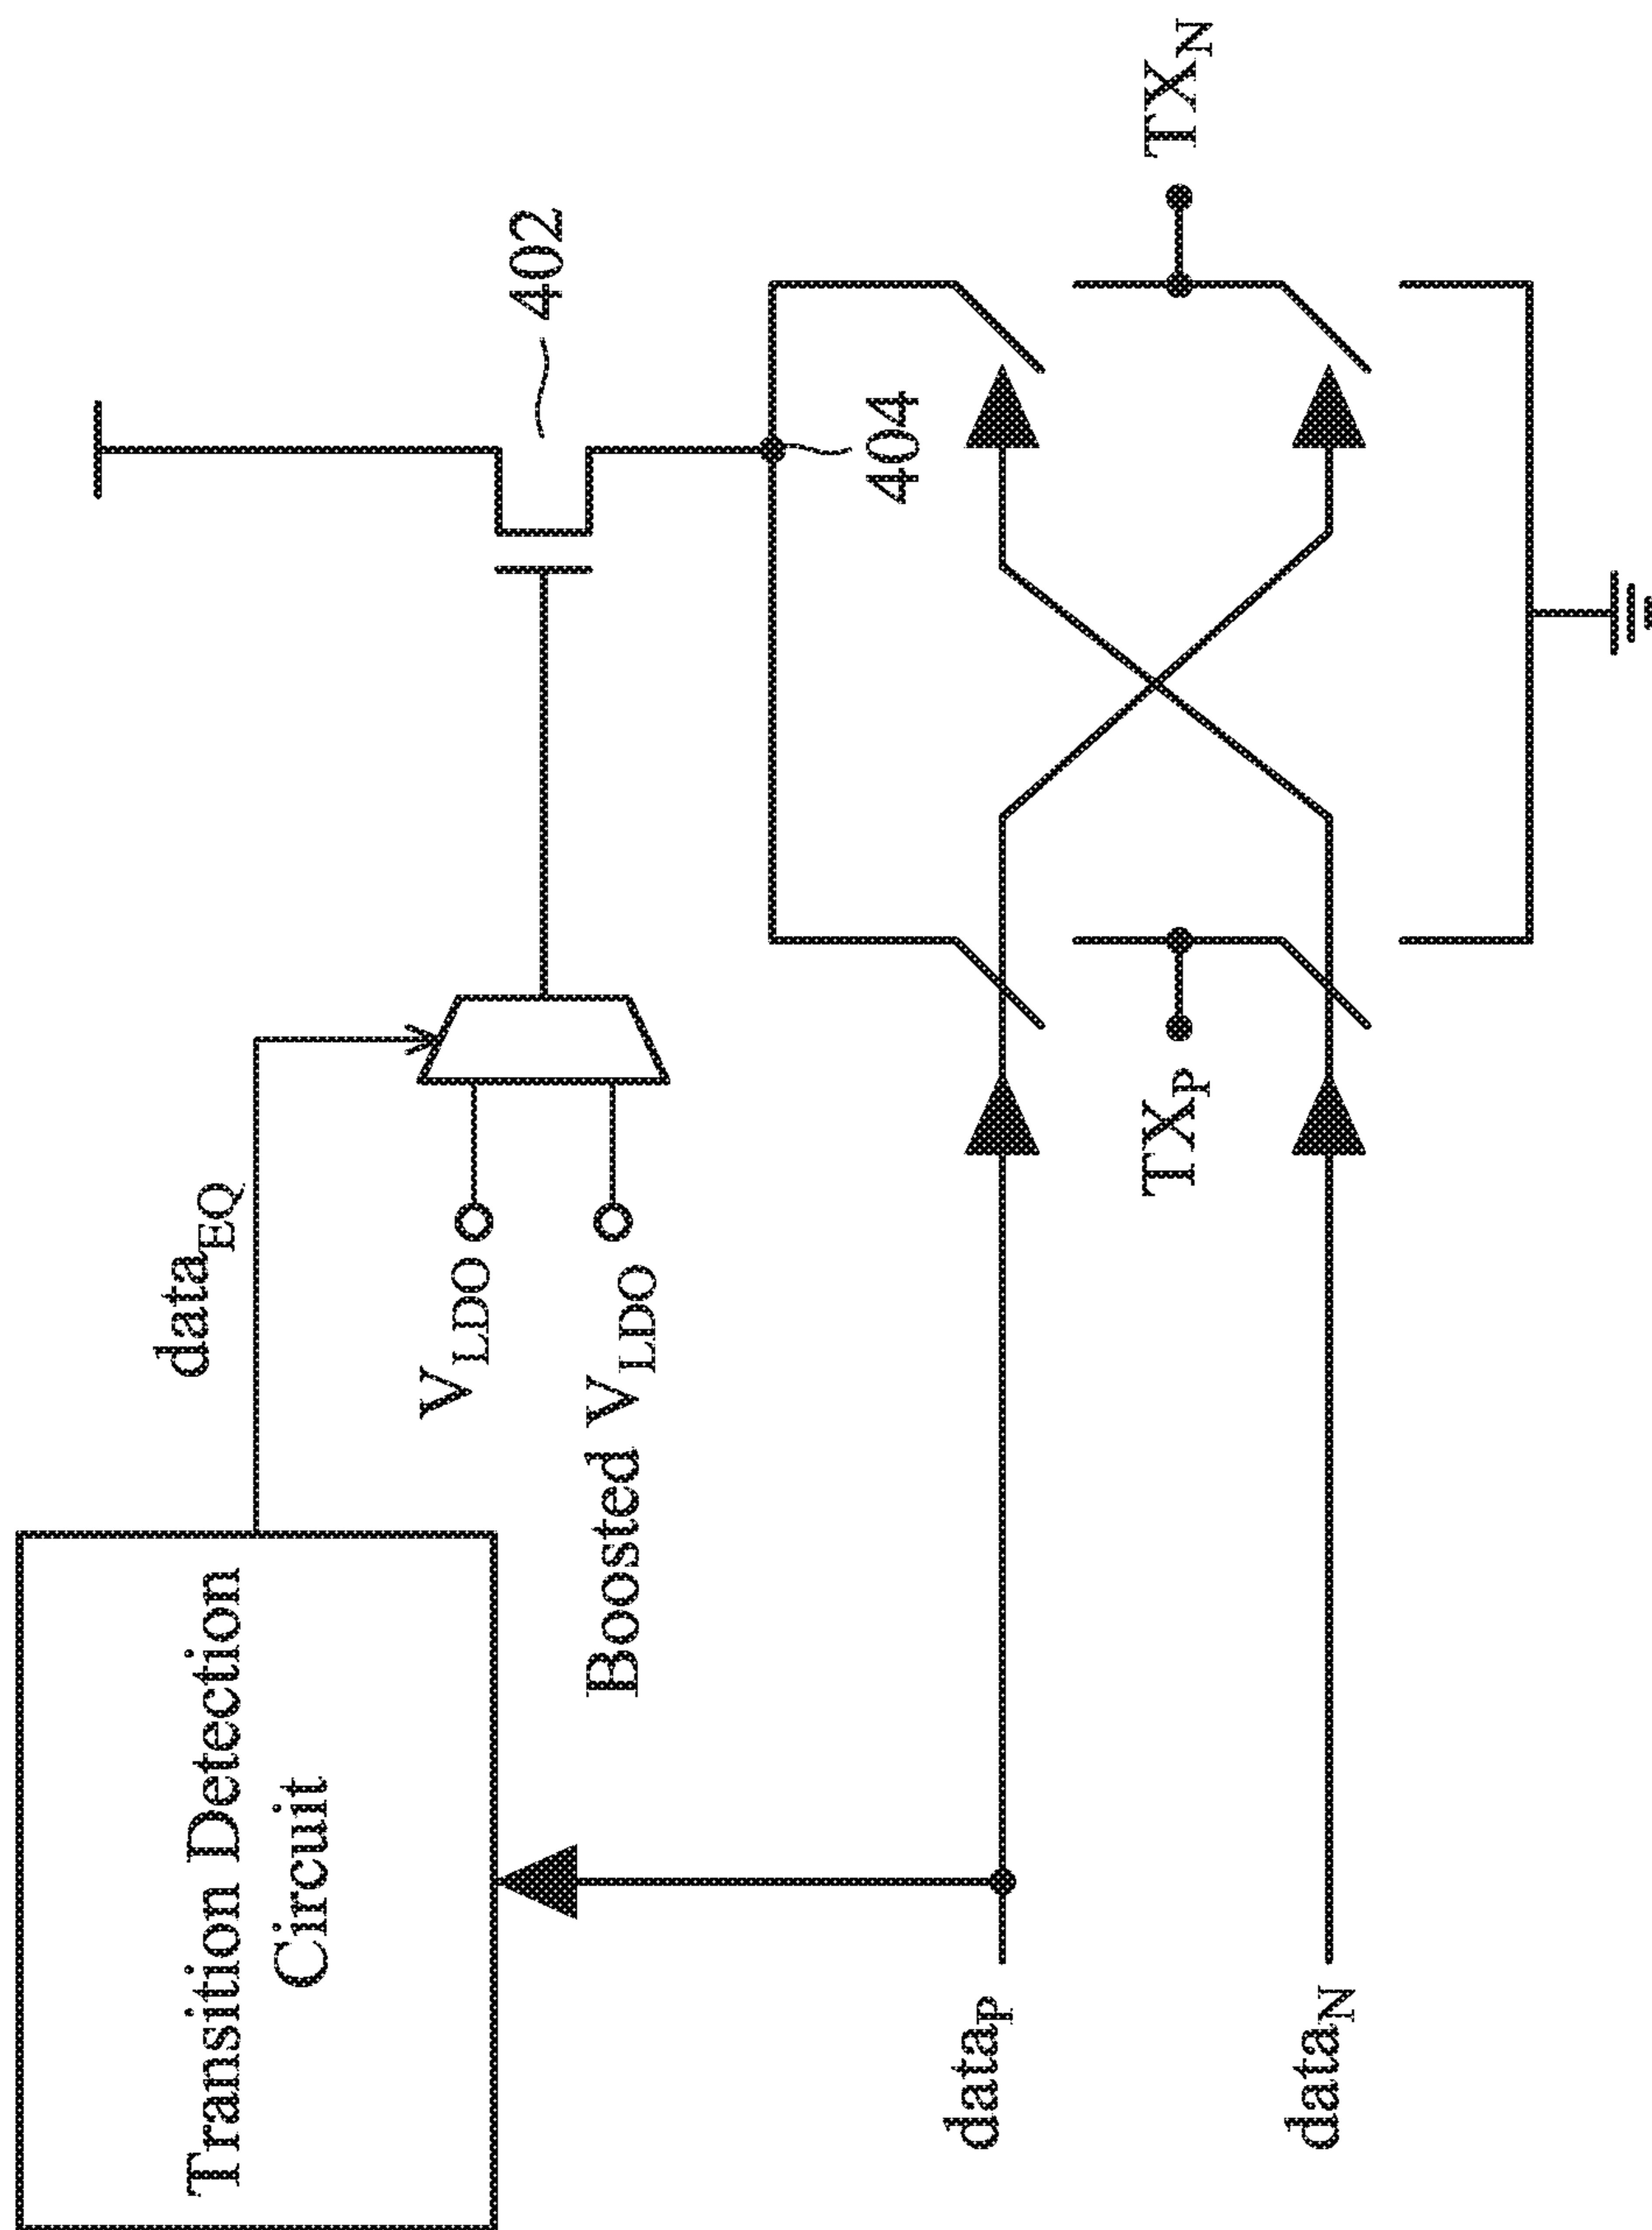 Transition Detection
Circuit
data_EQ
402
V_LDO
Boosted V_LDO
404
data_P
TX_P
TX_N
data_N